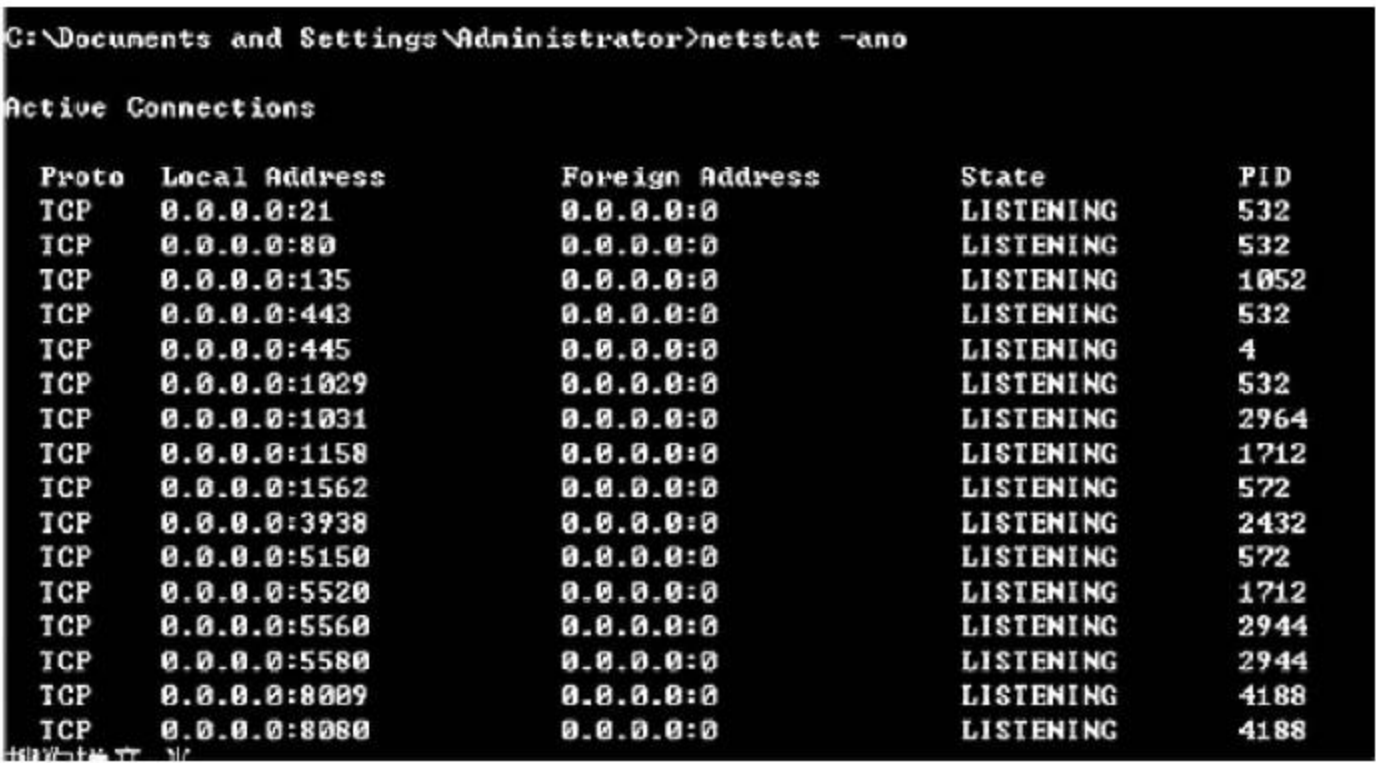 C:\Documents and Settings\Administrator>netstat -ano
Active Connections
Proto Local Address Foreign Address State PID
TCP 0.0.0.0:21 0.0.0.0:0 LISTENING 532
TCP 0.0.0.0:80 0.0.0.0:0 LISTENING 532
TCP 0.0.0.0:135 0.0.0.0:0 LISTENING 1052
TCP 0.0.0.0:443 0.0.0.0:0 LISTENING 532
TCP 0.0.0.0:445 0.0.0.0:0 LISTENING 4
TCP 0.0.0.0:1029 0.0.0.0:0 LISTENING 532
TCP 0.0.0.0:1031 0.0.0.0:0 LISTENING 2964
TCP 0.0.0.0:1158 0.0.0.0:0 LISTENING 1712
TCP 0.0.0.0:1562 0.0.0.0:0 LISTENING 572
TCP 0.0.0.0:3938 0.0.0.0:0 LISTENING 2432
TCP 0.0.0.0:5150 0.0.0.0:0 LISTENING 572
TCP 0.0.0.0:5520 0.0.0.0:0 LISTENING 1712
TCP 0.0.0.0:5560 0.0.0.0:0 LISTENING 2944
TCP 0.0.0.0:5580 0.0.0.0:0 LISTENING 2944
TCP 0.0.0.0:8009 0.0.0.0:0 LISTENING 4188
TCP 0.0.0.0:8080 0.0.0.0:0 LISTENING 4188